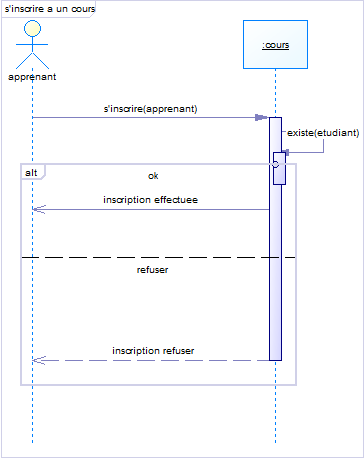 s'inscrire a un cours
:cours
apprenant
s'inscrire(apprenant)
existe(etudiant)
alt
ok
inscription effectuee
refuser
inscription refuser